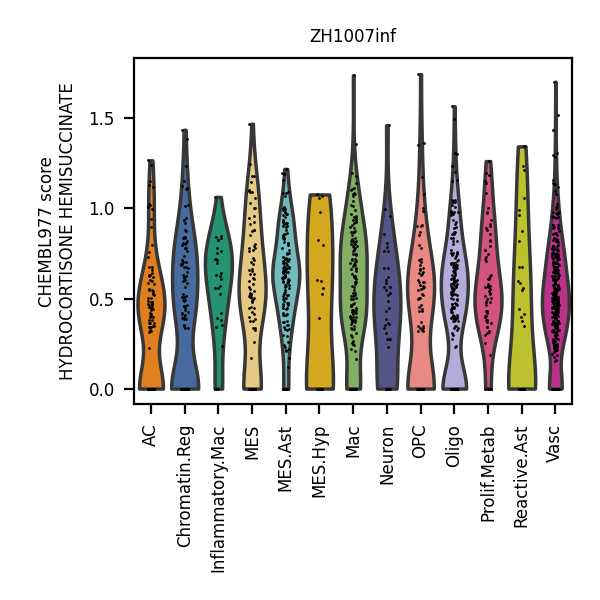 ZH1007inf
CHEMBL977 score
HYDROCORTISONE HEMISUCCINATE
1.5
1.0
0.5
0.0
AC
Chromatin.Reg
Inflammatory.Mac
MES
MES.Ast
MES.Hyp
Mac
Neuron
OPC
Oligo
Prolif.Metab
Reactive.Ast
Vasc